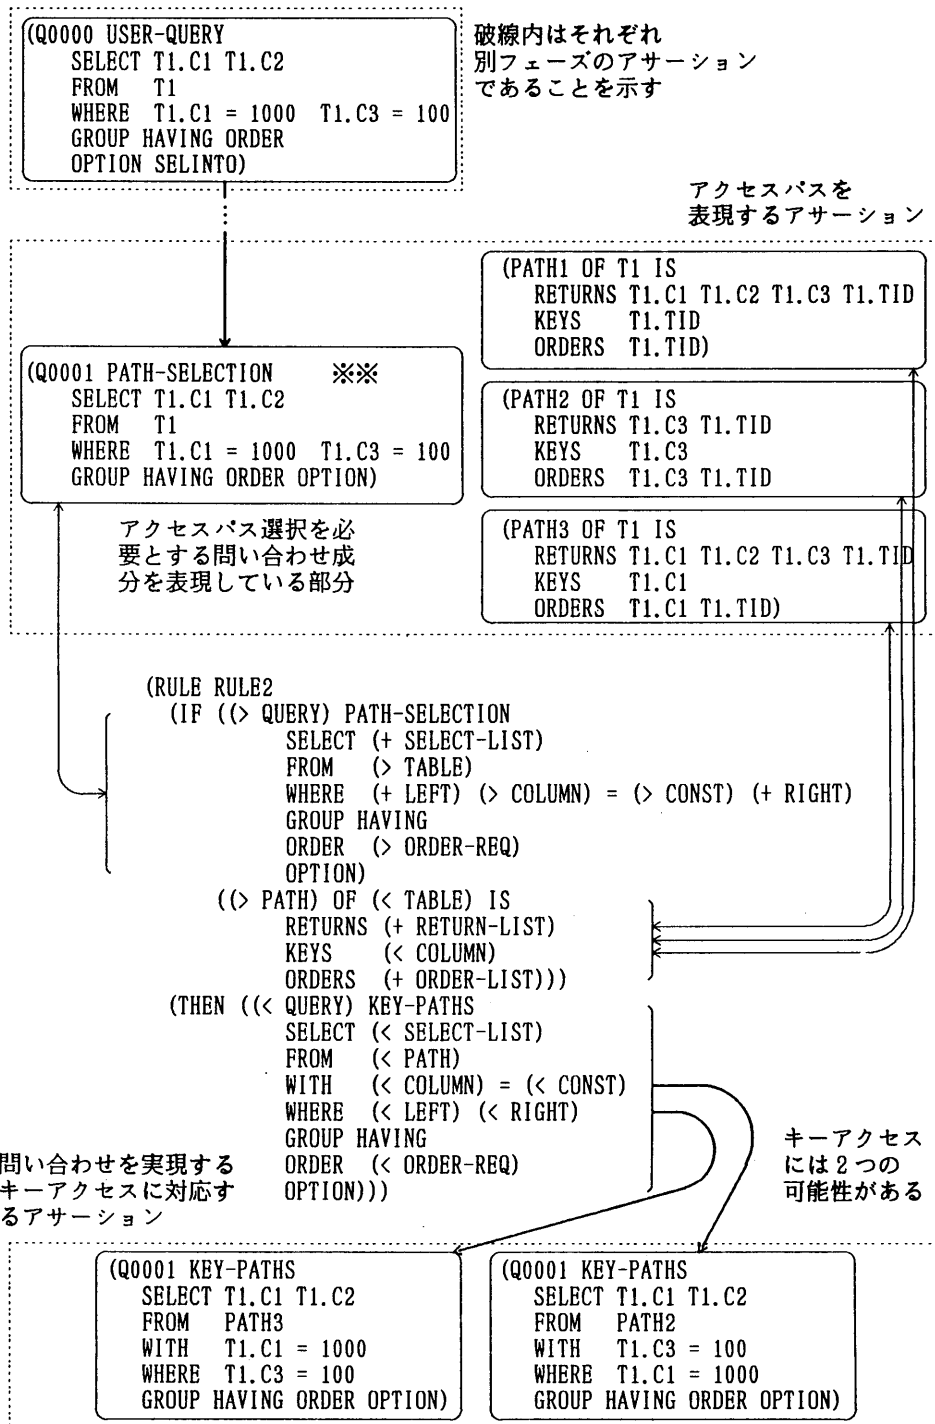 (Q0000 USER-QUERY
SELECT T1.C1 T1.C2
FROM T1
WHERE T1.C1 = 1000 T1.C3 = 100
GROUP HAVING ORDER
OPTION SELINTO)
破線内はそれぞれ
別フェーズのアサーション
であることを示す
アクセスパスを
表現するアサーション
(Q0001 PATH-SELECTION ※※
SELECT T1.C1 T1.C2
FROM T1
WHERE T1.C1 = 1000 T1.C3 = 100
GROUP HAVING ORDER OPTION)
アクセスパス選択を必
要とする問い合わせ成
分を表現している部分
(PATH1 OF T1 IS
RETURNS T1.C1 T1.C2 T1.C3 T1.TID
KEYS T1.TID
ORDERS T1.TID)
(PATH2 OF T1 IS
RETURNS T1.C3 T1.TID
KEYS T1.C3
ORDERS T1.C3 T1.TID
(PATH3 OF T1 IS
RETURNS T1.C1 T1.C2 T1.C3 T1.TID
KEYS T1.C1
ORDERS T1.C1 T1.TID)
(RULE RULE2
(IF ((> QUERY) PATH-SELECTION
SELECT (+ SELECT-LIST)
FROM (> TABLE)
WHERE (+ LEFT) (> COLUMN) = (> CONST) (+ RIGHT)
GROUP HAVING
ORDER (> ORDER-REQ)
OPTION)
((> PATH) OF (< TABLE) IS
RETURNS (+ RETURN-LIST)
KEYS (< COLUMN)
ORDERS (+ ORDER-LIST)))
(THEN ((< QUERY) KEY-PATHS
SELECT (< SELECT-LIST)
FROM (< PATH)
WITH (< COLUMN) = (< CONST)
WHERE (< LEFT) (< RIGHT)
GROUP HAVING
ORDER (< ORDER-REQ)
OPTION)))
問い合わせを実現する
キーアクセスに対応す
るアサーション
キーアクセス
には2つの
可能性がある
(Q0001 KEY-PATHS
SELECT T1.C1 T1.C2
FROM PATH3
WITH T1.C1 = 1000
WHERE T1.C3 = 100
GROUP HAVING ORDER OPTION)
(Q0001 KEY-PATHS
SELECT T1.C1 T1.C2
FROM PATH2
WITH T1.C3 = 100
WHERE T1.C1 = 1000
GROUP HAVING ORDER OPTION)